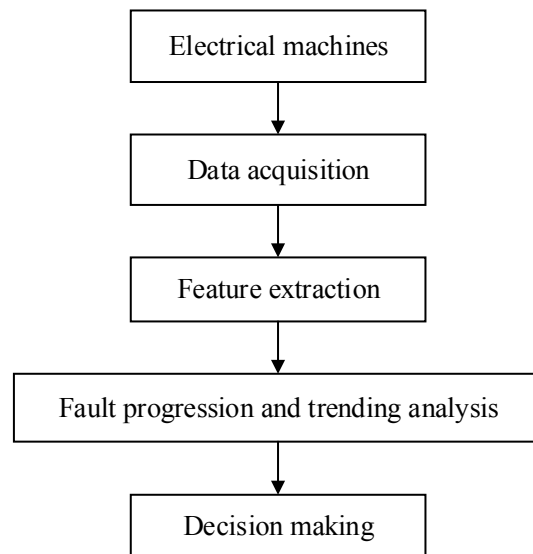 Electrical machines
Data acquisition
Feature extraction
Fault progression and trending analysis
Decision making